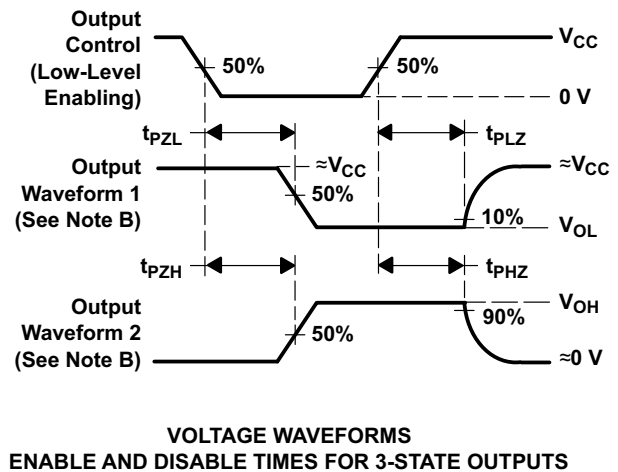 Output
Control
(Low-Level
Enabling)
50%
50%
VCC
0 V
tPZL
tPLZ
Output
Waveform 1
(See Note B)
≈VCC
50%
≈VCC
10%
VOL
tPZH
tPHZ
Output
Waveform 2
(See Note B)
50%
VOH
90%
≈0 V
VOLTAGE WAVEFORMS
ENABLE AND DISABLE TIMES FOR 3-STATE OUTPUTS